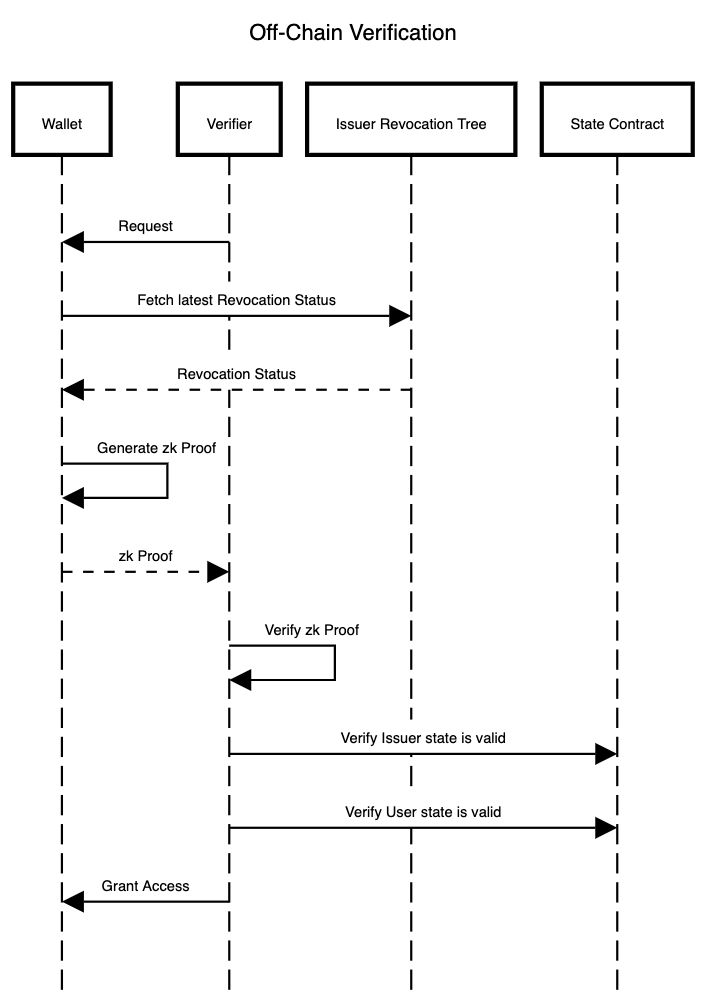 Off-Chain Verification
Wallet
Verifier
Issuer Revocation Tree
State Contract
Request
Fetch latest Revocation Status
Revocation Status
Generate zk Proof
zk Proof
Verify zk Proof
Verify Issuer state is valid
Verify User state is valid
Grant Access